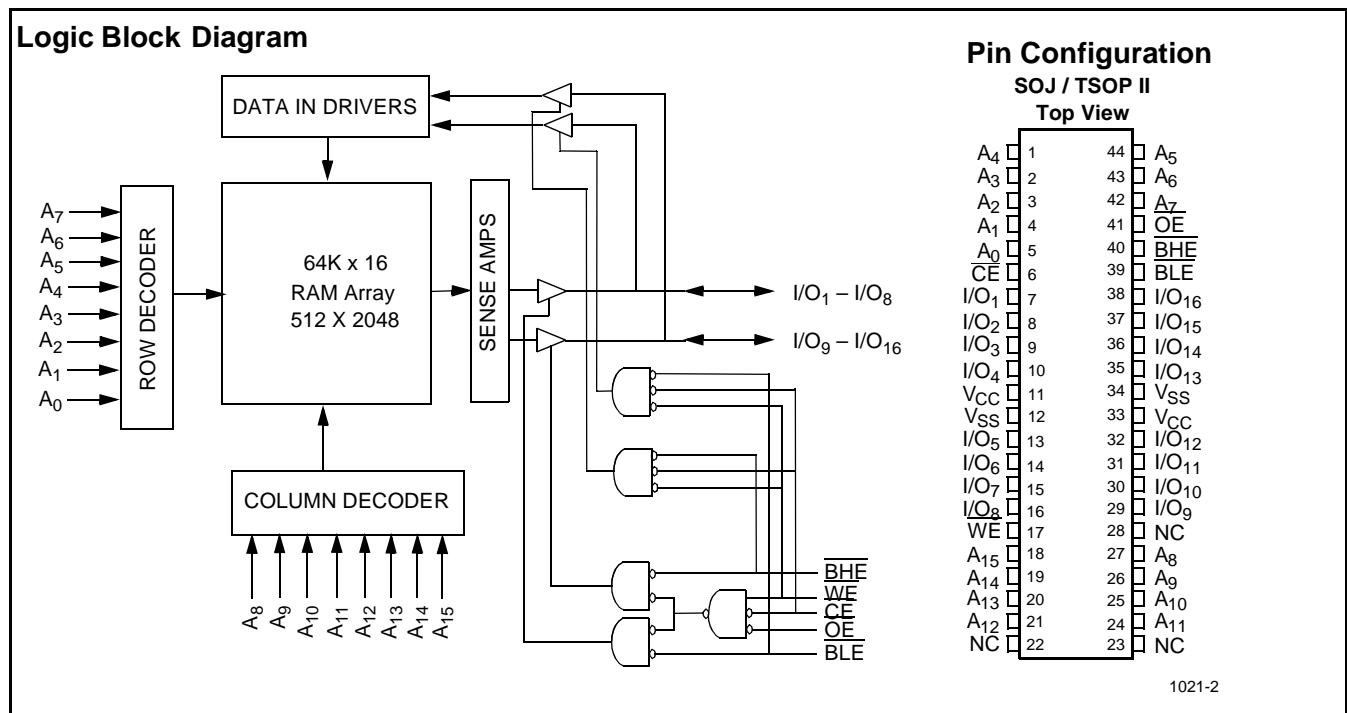 Logic Block Diagram
DATA IN DRIVERS
A7
A6
A5
A4
A3
A2
A1
A0
ROW DECODER
64K x 16
RAM Array
512 X 2048
SENSE AMPS
I/O1 – I/O8
I/O9 – I/O16
COLUMN DECODER
A8
A9
A10
A11
A12
A13
A14
A15
BHE
WE
CE
OE
BLE
Pin Configuration
SOJ / TSOP II
Top View
A4 1 44 A5
A3 2 43 A6
A2 3 42 A7
A1 4 41 OE
A0 5 40 BHE
CE 6 39 BLE
I/O1 7 38 I/O16
I/O2 8 37 I/O15
I/O3 9 36 I/O14
I/O4 10 35 I/O13
VCC 11 34 VSS
VSS 12 33 VCC
I/O5 13 32 I/O12
I/O6 14 31 I/O11
I/O7 15 30 I/O10
I/O8 16 29 I/O9
WE 17 28 NC
A15 18 27 A8
A14 19 26 A9
A13 20 25 A10
A12 21 24 A11
NC 22 23 NC
1021-2